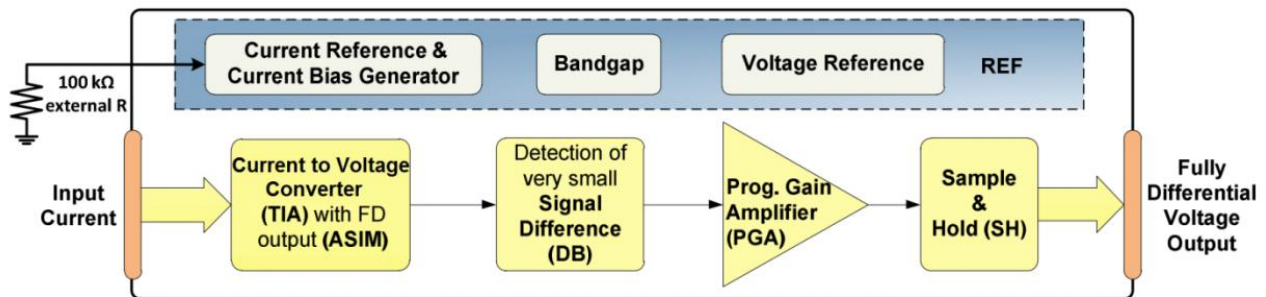 Current Reference &
Current Bias Generator
Bandgap
Voltage Reference
REF
100 kΩ
external R
Input
Current
Current to Voltage
Converter
(TIA) with FD
output (ASIM)
Detection of
very small
Signal
Difference
(DB)
Prog. Gain
Amplifier
(PGA)
Sample
&
Hold (SH)
Fully
Differential
Voltage
Output